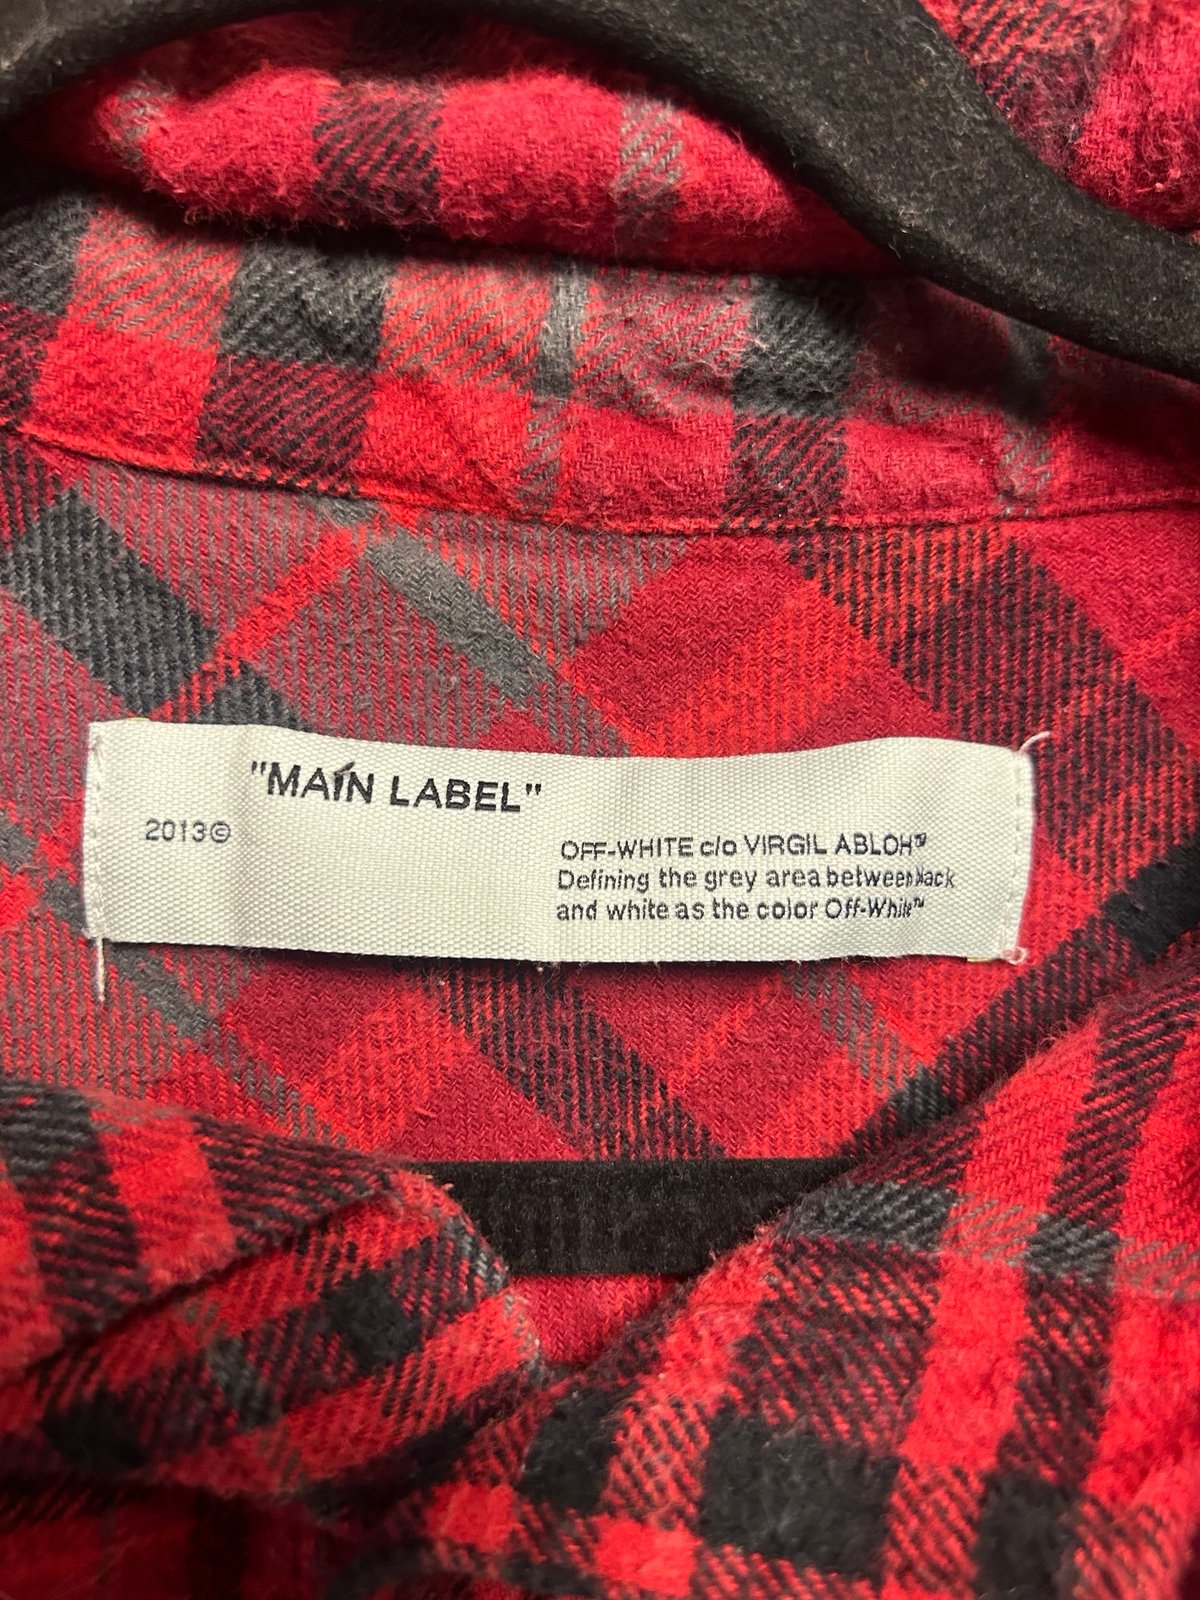 "MAIN LABEL"
2013©
OFF-WHITE c/o VIRGIL ABLOH™
Defining the grey area between black
and white as the color Off-White™